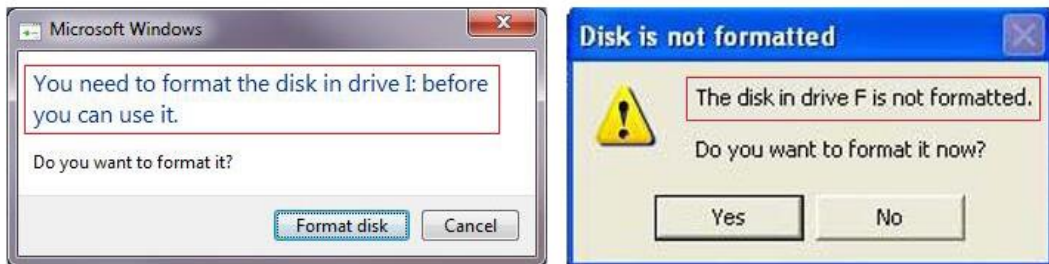 Microsoft Windows
You need to format the disk in drive I: before
you can use it.
Do you want to format it?
Format disk
Cancel
Disk is not formatted
The disk in drive F is not formatted.
Do you want to format it now?
Yes
No